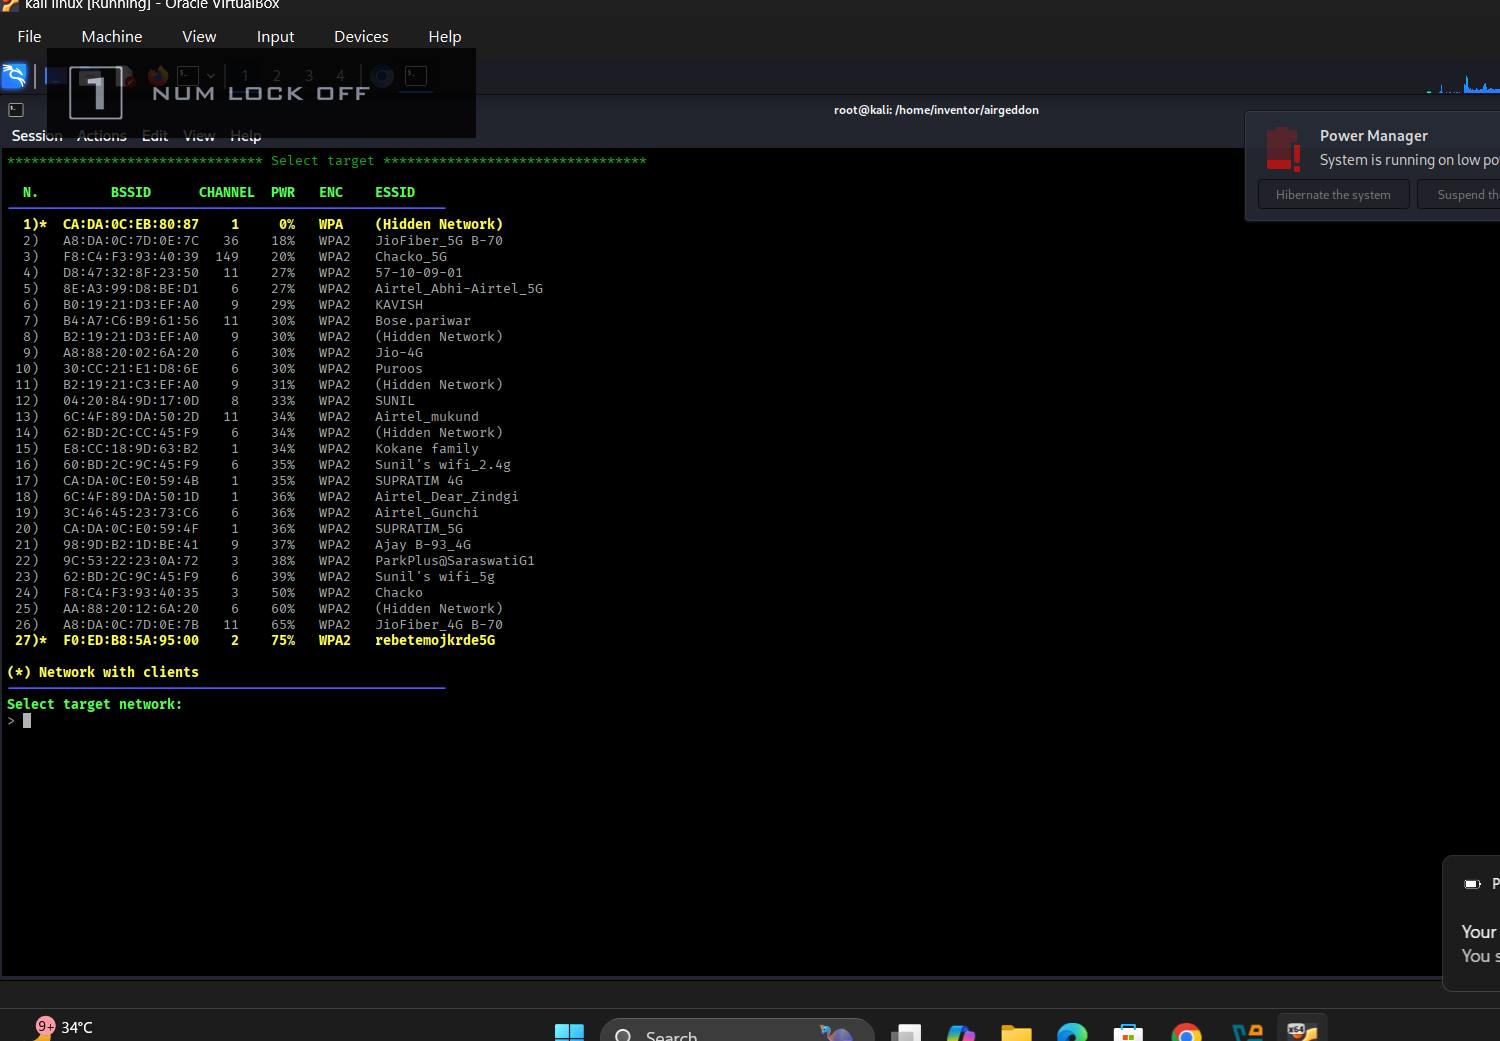 kali linux [Running] - Oracle VirtualBox
File Machine View Input Devices Help
1 2 3 4
1 NUM LOCK OFF
root@kali: /home/inventor/airgeddon
Session Actions Edit View Help
Power Manager
System is running on low
Hibernate the system Suspend
******************************** Select target *********************************
N. BSSID CHANNEL PWR ENC ESSID
1)* CA:DA:0C:EB:80:87 1 0% WPA (Hidden Network)
2) A8:DA:0C:7D:0E:7C 36 18% WPA2 JioFiber_5G B-70
3) F8:C4:F3:93:40:39 149 20% WPA2 Chacko_5G
4) D8:47:32:8F:23:50 11 27% WPA2 57-10-09-01
5) 8E:A3:99:D8:BE:D1 6 27% WPA2 Airtel_Abhi-Airtel_5G
6) B0:19:21:D3:EF:A0 9 29% WPA2 KAVISH
7) B4:A7:C6:B9:61:56 11 30% WPA2 Bose.pariwar
8) B2:19:21:D3:EF:A0 9 30% WPA2 (Hidden Network)
9) A8:88:20:02:6A:20 6 30% WPA2 Jio-4G
10) 30:CC:21:E1:D8:6E 6 30% WPA2 Puroos
11) B2:19:21:C3:EF:A0 9 31% WPA2 (Hidden Network)
12) 04:20:84:9D:17:0D 8 33% WPA2 SUNIL
13) 6C:4F:89:DA:50:2D 11 34% WPA2 Airtel_mukund
14) 62:BD:2C:CC:45:F9 6 34% WPA2 (Hidden Network)
15) E8:CC:18:9D:63:B2 1 34% WPA2 Kokane family
16) 60:BD:2C:9C:45:F9 6 35% WPA2 Sunil's wifi_2.4g
17) CA:DA:0C:E0:59:4B 1 35% WPA2 SUPRATIM 4G
18) 6C:4F:89:DA:50:1D 1 36% WPA2 Airtel_Dear_Zindgi
19) 3C:46:45:23:73:C6 6 36% WPA2 Airtel_Gunchi
20) CA:DA:0C:E0:59:4F 1 36% WPA2 SUPRATIM_5G
21) 98:9D:B2:1D:BE:41 9 37% WPA2 Ajay B-93_4G
22) 9C:53:22:23:0A:72 3 38% WPA2 ParkPlus@SaraswatiG1
23) 62:BD:2C:9C:45:F9 6 39% WPA2 Sunil's wifi_5g
24) F8:C4:F3:93:40:35 3 50% WPA2 Chacko
25) AA:88:20:12:6A:20 6 60% WPA2 (Hidden Network)
26) A8:DA:0C:7D:0E:7B 11 65% WPA2 JioFiber_4G B-70
27)* F0:ED:B8:5A:95:00 2 75% WPA2 rebetemojkrde5G
(*) Network with clients
Select target network:
>
Your
You
9+ 34°C
Search
x64